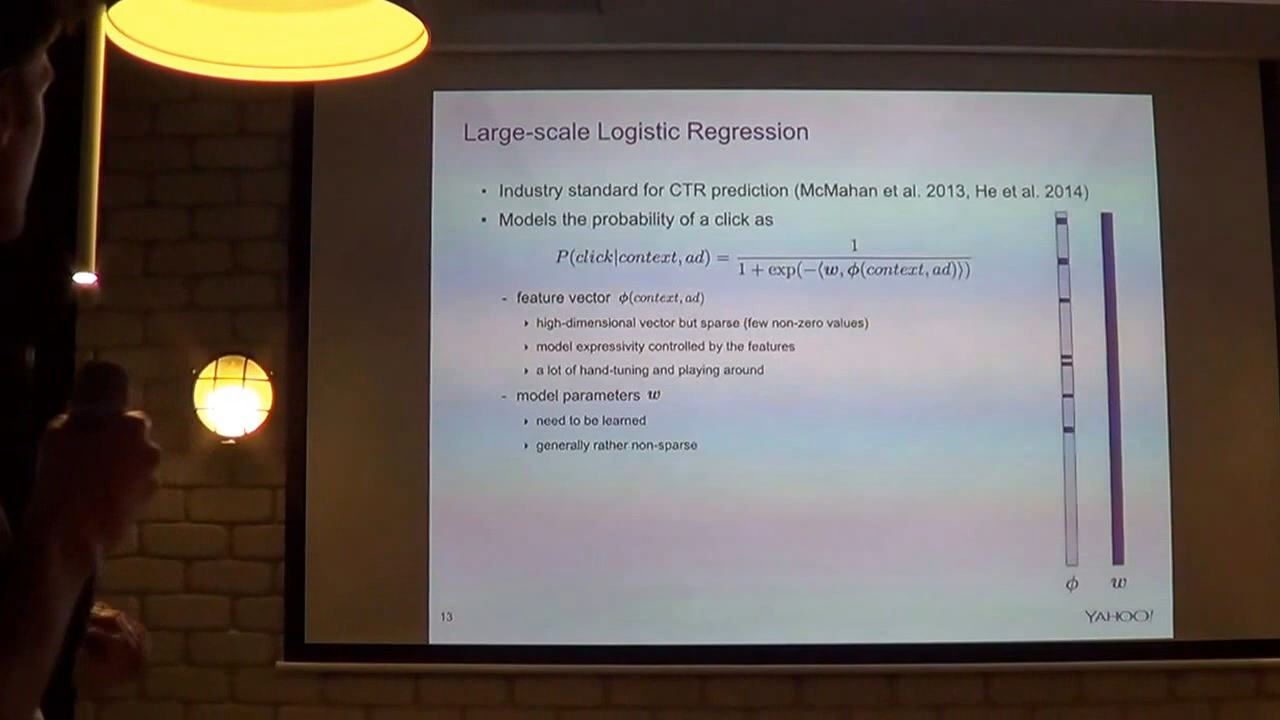 Large-scale Logistic Regression
• Industry standard for CTR prediction (McMahan et al. 2013, He et al. 2014)
• Models the probability of a click as
P(click|context, ad) = 1 / (1 + exp(−⟨w, ϕ(context, ad)⟩))
- feature vector ϕ(context, ad)
‣ high-dimensional vector but sparse (few non-zero values)
‣ model expressivity controlled by the features
‣ a lot of hand-tuning and playing around
- model parameters w
‣ need to be learned
‣ generally rather non-sparse
ϕ w
13
YAHOO!